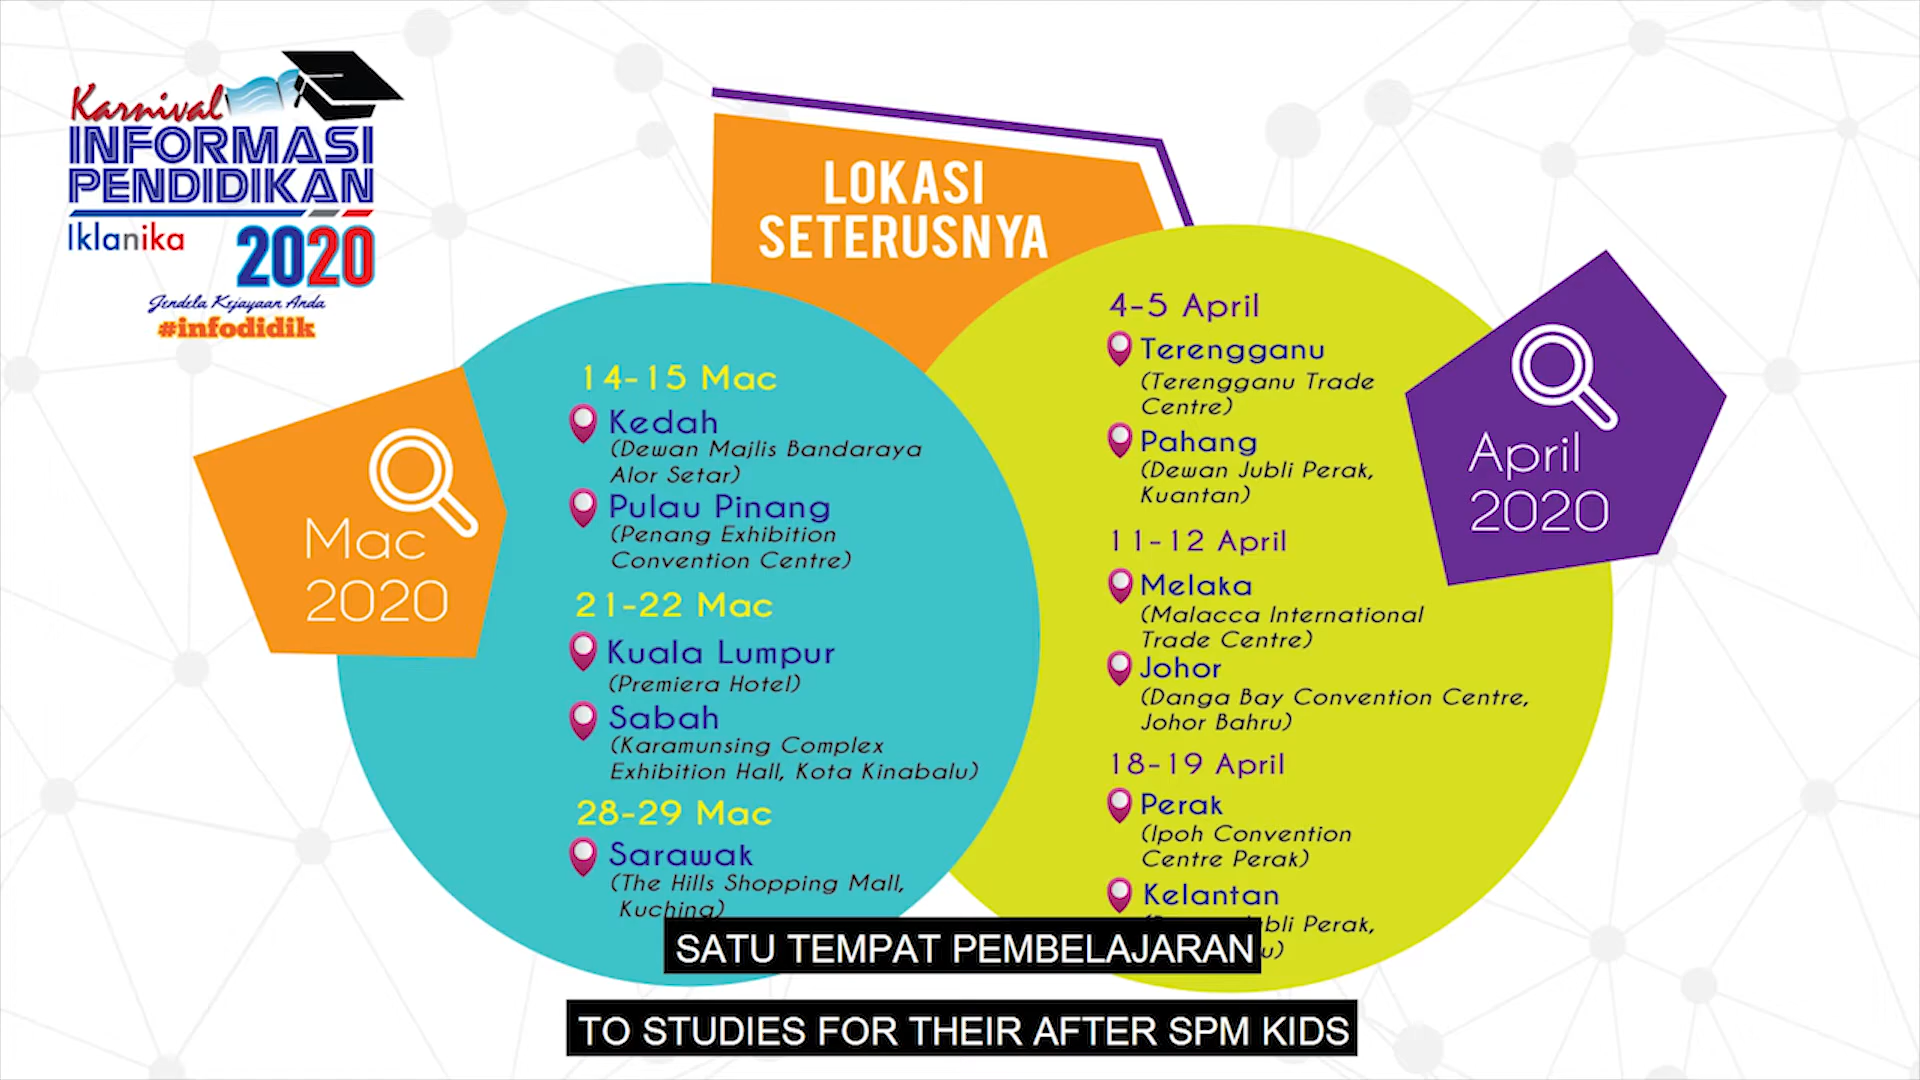 Karnival
INFORMASI
PENDIDIKAN
Iklanika
2020
Jendela Kejayaan Anda
#infodidik
LOKASI
SETERUSNYA
Mac
2020
14-15 Mac
Kedah
(Dewan Majlis Bandaraya
Alor Setar)
Pulau Pinang
(Penang Exhibition
Convention Centre)
21-22 Mac
Kuala Lumpur
(Premiera Hotel)
Sabah
(Karamunsing Complex
Exhibition Hall, Kota Kinabalu)
28-29 Mac
Sarawak
(The Hills Shopping Mall,
Kuching)
April
2020
4-5 April
Terengganu
(Terengganu Trade
Centre)
Pahang
(Dewan Jubli Perak,
Kuantan)
11-12 April
Melaka
(Malacca International
Trade Centre)
Johor
(Danga Bay Convention Centre,
Johor Bahru)
18-19 April
Perak
(Ipoh Convention
Centre Perak)
Kelantan
Perak,
SATU TEMPAT PEMBELAJARAN
TO STUDIES FOR THEIR AFTER SPM KIDS